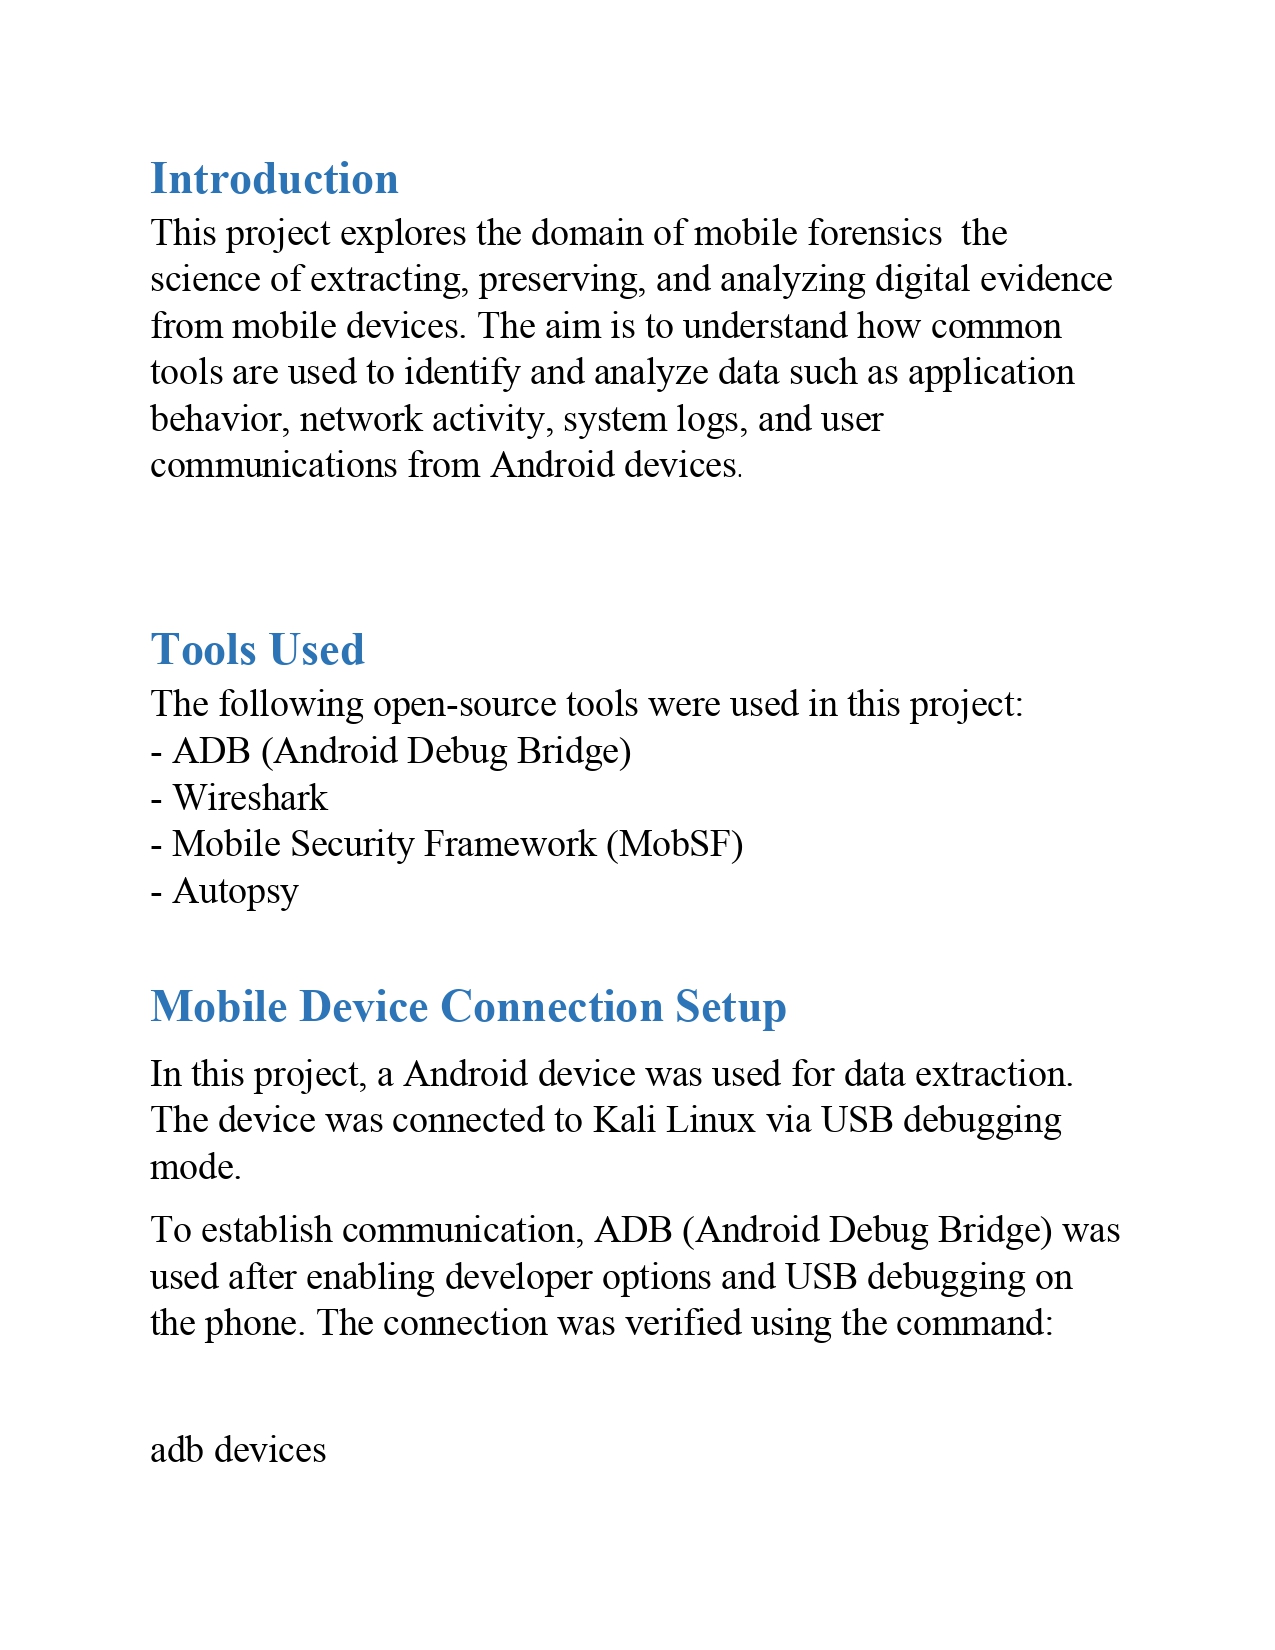 Introduction
This project explores the domain of mobile forensics  the
science of extracting, preserving, and analyzing digital evidence
from mobile devices. The aim is to understand how common
tools are used to identify and analyze data such as application
behavior, network activity, system logs, and user
communications from Android devices.
Tools Used
The following open-source tools were used in this project:
- ADB (Android Debug Bridge)
- Wireshark
- Mobile Security Framework (MobSF)
- Autopsy
Mobile Device Connection Setup
In this project, a Android device was used for data extraction.
The device was connected to Kali Linux via USB debugging
mode.
To establish communication, ADB (Android Debug Bridge) was
used after enabling developer options and USB debugging on
the phone. The connection was verified using the command:
adb devices